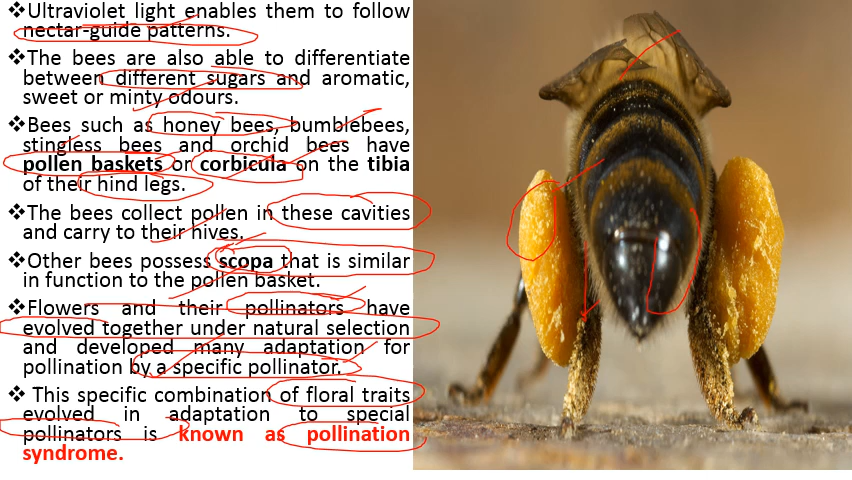 ❖Ultraviolet light enables them to follow
nectar-guide patterns.
❖The bees are also able to differentiate
between different sugars and aromatic,
sweet or minty odours.
❖Bees such as honey bees, bumblebees,
stingless bees and orchid bees have
pollen baskets or corbicula on the tibia
of their hind legs.
❖The bees collect pollen in these cavities
and carry to their hives.
❖Other bees possess scopa that is similar
in function to the pollen basket.
❖Flowers and their pollinators have
evolved together under natural selection
and developed many adaptation for
pollination by a specific pollinator.
❖ This specific combination of floral traits
evolved in adaptation to special
pollinators is known as pollination
syndrome.